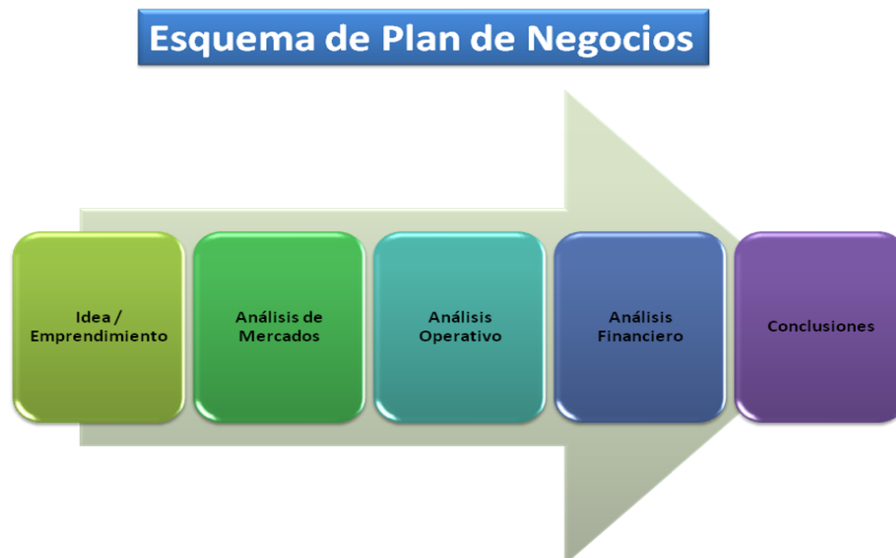 Esquema de Plan de Negocios
Idea /
Emprendimiento
Análisis de
Mercados
Análisis
Operativo
Análisis
Financiero
Conclusiones